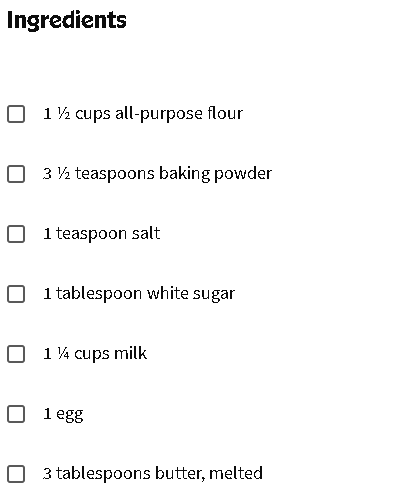 Ingredients
1 ½ cups all-purpose flour
3 ½ teaspoons baking powder
1 teaspoon salt
1 tablespoon white sugar
1 ¼ cups milk
1 egg
3 tablespoons butter, melted